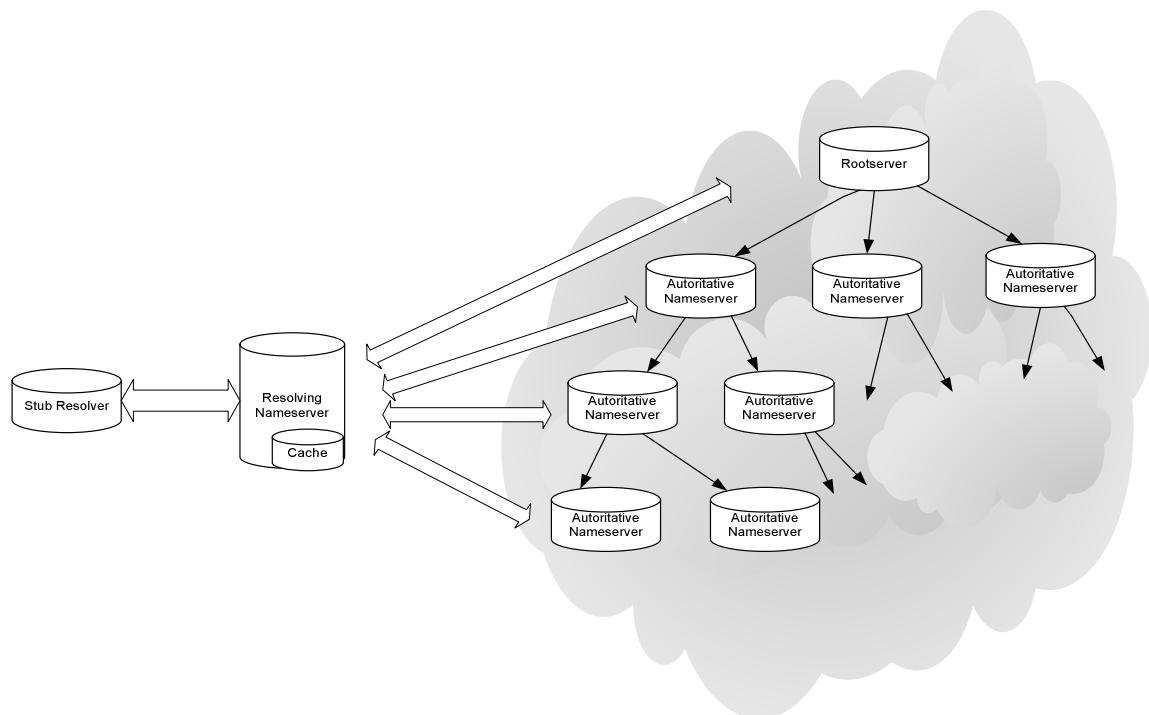 Rootserver
Autoritative
Nameserver
Autoritative
Nameserver
Autoritative
Nameserver
Stub Resolver
Resolving
Nameserver
Cache
Autoritative
Nameserver
Autoritative
Nameserver
Autoritative
Nameserver
Autoritative
Nameserver